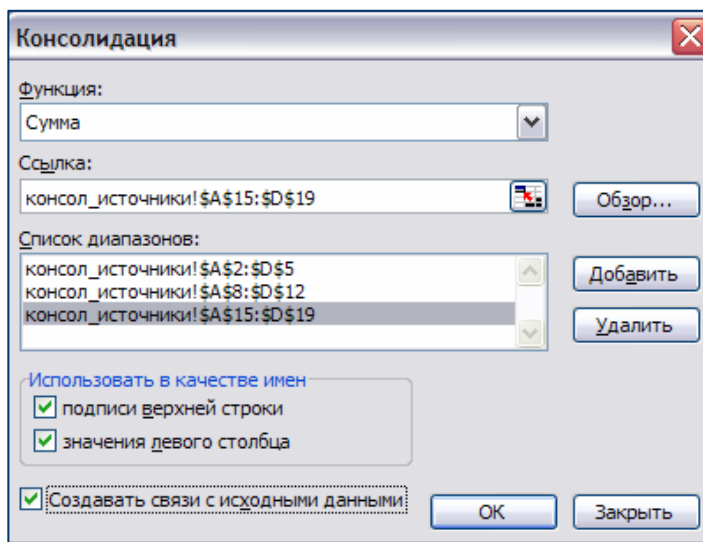 Консолидация
Функция:
Сумма
Ссылка:
консол_источники!$A$15:$D$19
Обзор...
Список диапазонов:
консол_источники!$A$2:$D$5
консол_источники!$A$8:$D$12
консол_источники!$A$15:$D$19
Добавить
Удалить
Использовать в качестве имен
подписи верхней строки
значения левого столбца
Создавать связи с исходными данными
ОК
Закрыть